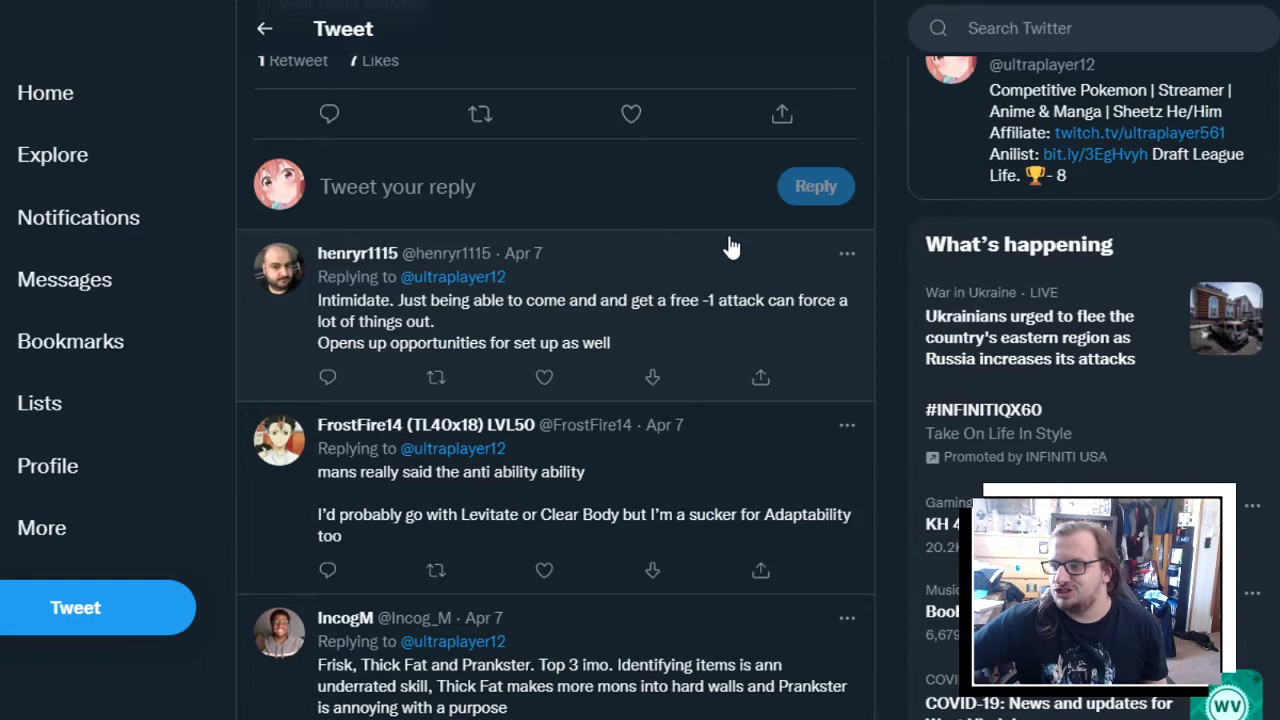 Tweet
Search Twitter
1 Retweet 7 Likes
@ultraplayer12
Competitive Pokemon | Streamer |
Anime & Manga | Sheetz He/Him
Affiliate: twitch.tv/ultraplayer561
Anilist: bit.ly/3EgHvyh Draft League
Life. 🏆- 8
Home
Explore
Notifications
Messages
Bookmarks
Lists
Profile
More
Tweet
Tweet your reply
Reply
henryr1115 @henryr1115 · Apr 7
Replying to @ultraplayer12
Intimidate. Just being able to come and and get a free -1 attack can force a
lot of things out.
Opens up opportunities for set up as well
FrostFire14 (TL40x18) LVL50 @FrostFire14 · Apr 7
Replying to @ultraplayer12
mans really said the anti ability ability
I'd probably go with Levitate or Clear Body but I'm a sucker for Adaptability
too
IncogM @Incog_M · Apr 7
Replying to @ultraplayer12
Frisk, Thick Fat and Prankster. Top 3 imo. Identifying items is ann
underrated skill, Thick Fat makes more mons into hard walls and Prankster
is annoying with a purpose
What's happening
War in Ukraine · LIVE
Ukrainians urged to flee the
country's eastern region as
Russia increases its attacks
#INFINITIQX60
Take On Life In Style
Promoted by INFINITI USA
Gaming
KH 4
20.2K
Music
6,679
COVID-19: News and updates for
WV